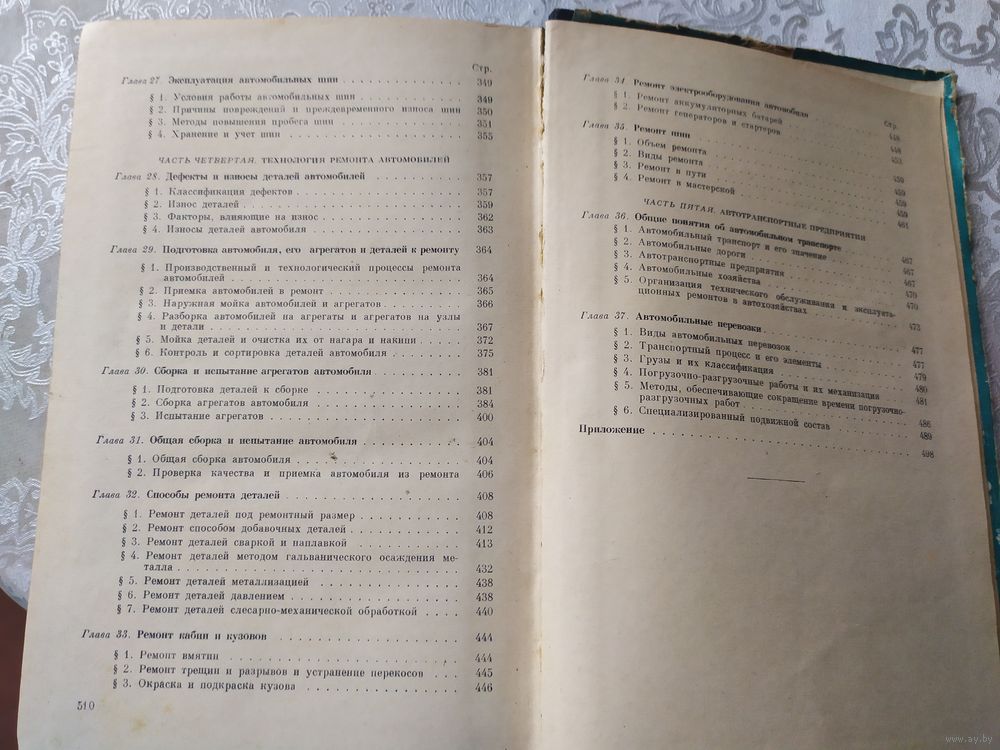 Стр.
Глава 27. Эксплуатация автомобильных шин . . . . . . . . . . . 349
§ 1. Условия работы автомобильных шин . . . . . . . . . 349
§ 2. Причины повреждений и преждевременного износа шин 350
§ 3. Методы повышения пробега шин . . . . . . . . . . . 351
§ 4. Хранение и учет шин . . . . . . . . . . . . . . . 355
ЧАСТЬ ЧЕТВЕРТАЯ. ТЕХНОЛОГИЯ РЕМОНТА АВТОМОБИЛЕЙ
Глава 28. Дефекты и износы деталей автомобилей . . . . . . . . 357
§ 1. Классификация дефектов . . . . . . . . . . . . . . 357
§ 2. Износ деталей . . . . . . . . . . . . . . . . . . 359
§ 3. Факторы, влияющие на износ . . . . . . . . . . . . 362
§ 4. Износы деталей автомобиля . . . . . . . . . . . . 363
Глава 29. Подготовка автомобиля, его агрегатов и деталей к ремонту 364
§ 1. Производственный и технологический процессы ремонта
автомобилей . . . . . . . . . . . . . . . . . . . 364
§ 2. Приемка автомобилей в ремонт . . . . . . . . . . . 365
§ 3. Наружная мойка автомобилей и агрегатов . . . . . . 366
§ 4. Разборка автомобилей на агрегаты и агрегатов на узлы
и детали . . . . . . . . . . . . . . . . . . . . . 367
§ 5. Мойка деталей и очистка их от нагара и накипи . . . 372
§ 6. Контроль и сортировка деталей автомобиля . . . . . 375
Глава 30. Сборка и испытание агрегатов автомобиля . . . . . . . 381
§ 1. Подготовка деталей к сборке . . . . . . . . . . . 381
§ 2. Сборка агрегатов автомобиля . . . . . . . . . . . 384
§ 3. Испытание агрегатов . . . . . . . . . . . . . . . 400
Глава 31. Общая сборка и испытание автомобиля . . . . . . . . . 404
§ 1. Общая сборка автомобиля . . . . . . . . . . . . . 404
§ 2. Проверка качества и приемка автомобиля из ремонта 406
Глава 32. Способы ремонта деталей . . . . . . . . . . . . . . . 408
§ 1. Ремонт деталей под ремонтный размер . . . . . . . . 408
§ 2. Ремонт способом добавочных деталей . . . . . . . . 412
§ 3. Ремонт деталей сваркой и наплавкой . . . . . . . . 413
§ 4. Ремонт деталей методом гальванического осаждения ме-
талла . . . . . . . . . . . . . . . . . . . . . . 432
§ 5. Ремонт деталей металлизацией . . . . . . . . . . . 438
§ 6. Ремонт деталей давлением . . . . . . . . . . . . . 438
§ 7. Ремонт деталей слесарно-механической обработкой . . . . 440
Глава 33. Ремонт кабин и кузовов . . . . . . . . . . . . . . . 444
§ 1. Ремонт вмятин . . . . . . . . . . . . . . . . . . 444
§ 2. Ремонт трещин и разрывов и устранение перекосов . . . 445
§ 3. Окраска и подкраска кузова . . . . . . . . . . . . 446
510
Стр.
Глава 34. Ремонт электрооборудования автомобиля 448
§ 1. Ремонт аккумуляторных батарей . . . . . . 448
§ 2. Ремонт генераторов и стартеров . . . . . . 453
Глава 35. Ремонт шин . . . . . . . . . . . . 459
§ 1. Объем ремонта . . . . . . . . . . . . 459
§ 2. Виды ремонта . . . . . . . . . . . . 459
§ 3. Ремонт в пути . . . . . . . . . . . . 459
§ 4. Ремонт в мастерской . . . . . . . . . 461
ЧАСТЬ ПЯТАЯ. АВТОТРАНСПОРТНЫЕ ПРЕДПРИЯТИЯ
Глава 36. Общие понятия об автомобильном транспорте 467
§ 1. Автомобильный транспорт и его значение . . . 467
§ 2. Автомобильные дороги . . . . . . . . . 467
§ 3. Автотранспортные предприятия . . . . . . 470
§ 4. Автомобильные хозяйства . . . . . . . . 470
§ 5. Организация технического обслуживания и эксплуата-
ционных ремонтов в автохозяйствах . . . . . . 473
Глава 37. Автомобильные перевозки . . . . . . . . 477
§ 1. Виды автомобильных перевозок . . . . . . 477
§ 2. Транспортный процесс и его элементы . . . . 479
§ 3. Грузы и их классификация . . . . . . . . 480
§ 4. Погрузочно-разгрузочные работы и их механизация 481
§ 5. Методы, обеспечивающие сокращение времени погрузочно-
разгрузочных работ . . . . . . . . . . . 486
§ 6. Специализированный подвижной состав . . . . 489
Приложение . . . . . . . . . . . . . . . . . 498
www.ay.by